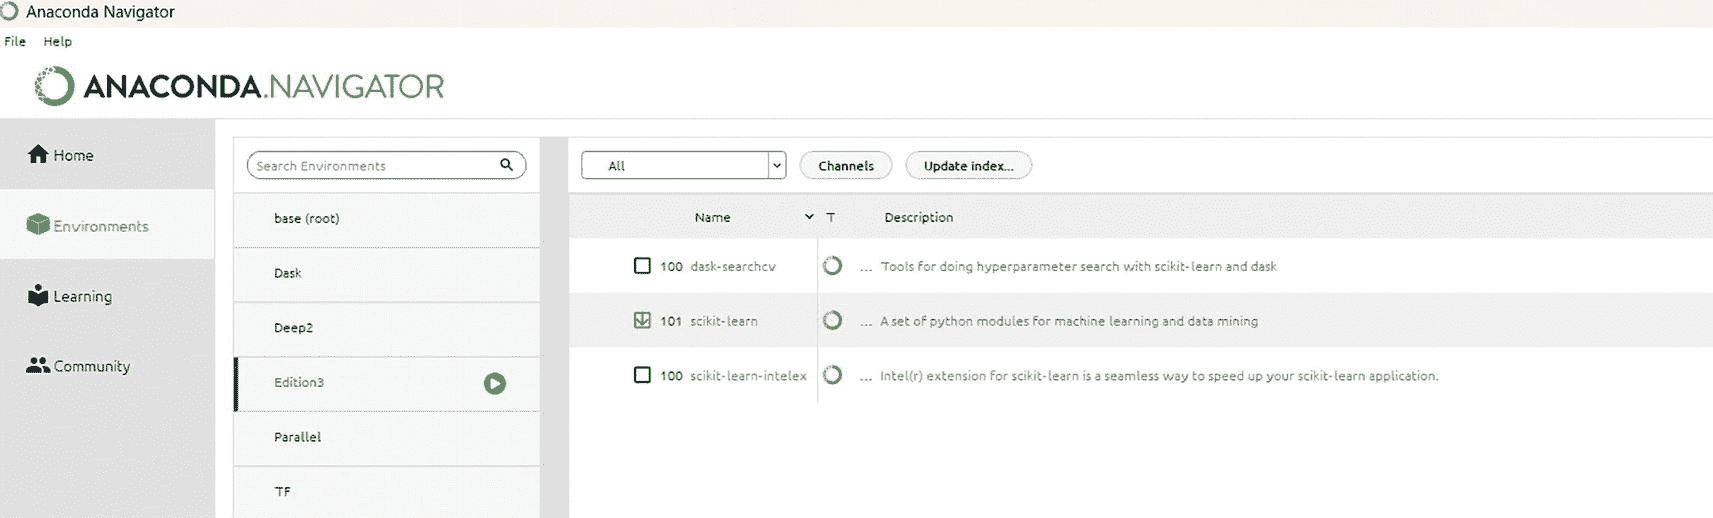 Anaconda Navigator
File Help
ANACONDA.NAVIGATOR
Home
Environments
Learning
Community
Search Environments
base (root)
Dask
Deep2
Edition3
Parallel
TF
All Channels Update index...
Name T Description
100 dask-searchcv ... Tools for doing hyperparameter search with scikit-learn and dask
101 scikit-learn ... A set of python modules for machine learning and data mining
100 scikit-learn-intelex ... Intel(r) extension for scikit-learn is a seamless way to speed up your scikit-learn application.